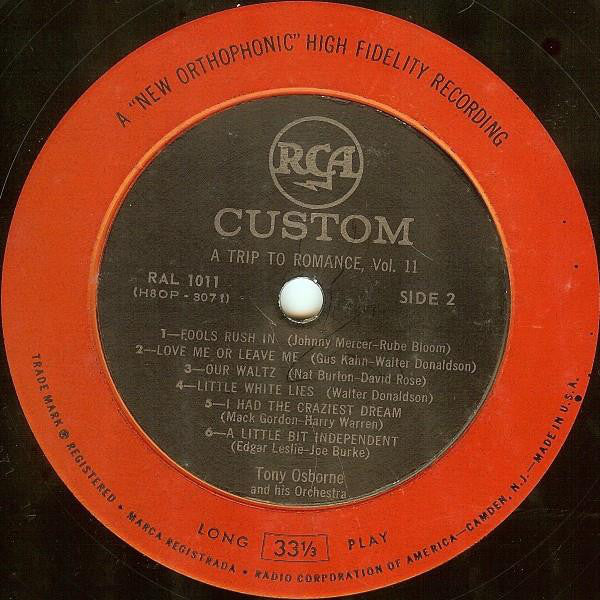 A "NEW ORTHOPHONIC" HIGH FIDELITY RECORDING
RCA
CUSTOM
A TRIP TO ROMANCE, Vol. 11
RAL 1011
(H8OP-3071)
SIDE 2
1—FOOLS RUSH IN (Johnny Mercer-Rube Bloom)
2—LOVE ME OR LEAVE ME (Gus Kahn-Walter Donaldson)
3—OUR WALTZ (Nat Burton-David Rose)
4—LITTLE WHITE LIES (Walter Donaldson)
5—I HAD THE CRAZIEST DREAM
(Mack Gordon-Harry Warren)
6—A LITTLE BIT INDEPENDENT
(Edgar Leslie-Joe Burke)
Tony Osborne
and his Orchestra
LONG 33⅓ PLAY
TRADE MARK ® REGISTERED • MARCA REGISTRADA • RADIO CORPORATION OF AMERICA—CAMDEN, N.J.—MADE IN U.S.A.